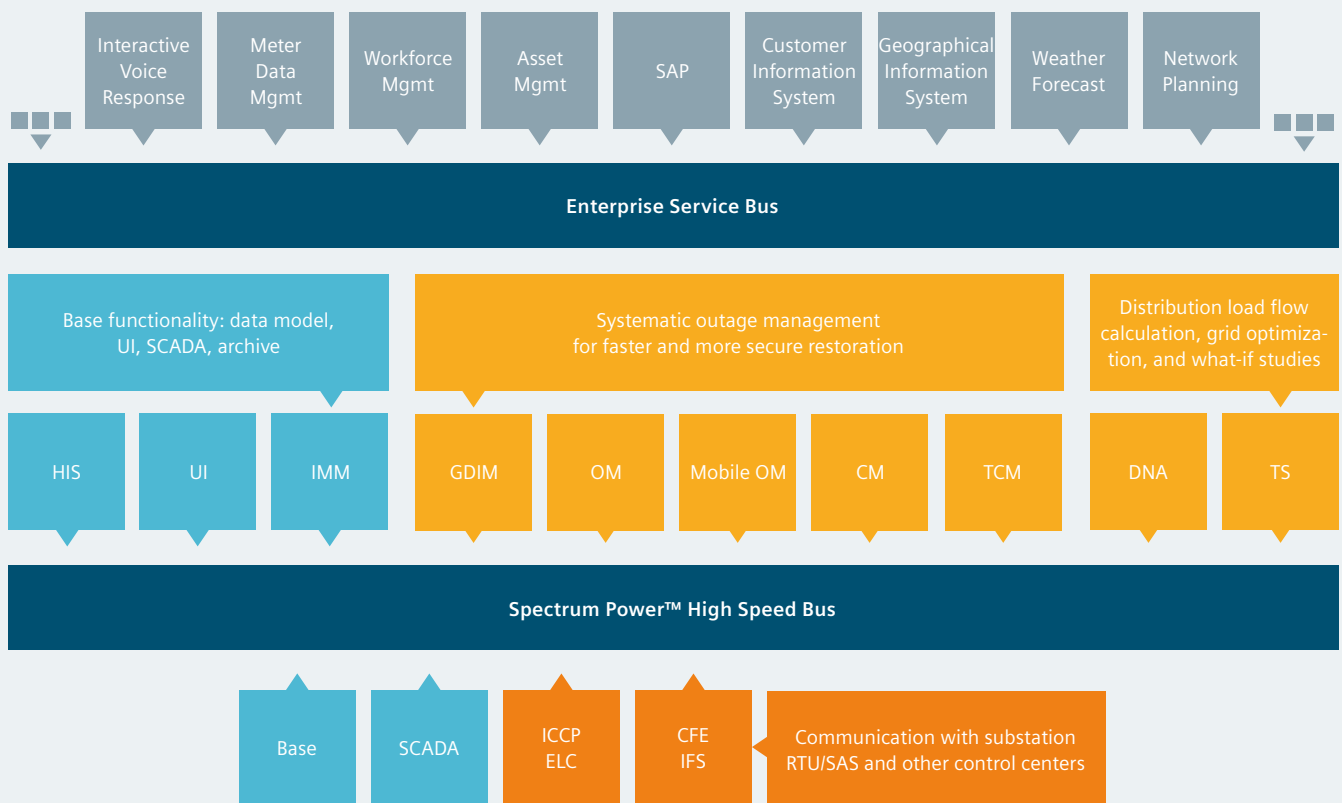 Interactive
Voice
Response
Meter
Data
Mgmt
Workforce
Mgmt
Asset
Mgmt
SAP
Customer
Information
System
Geographical
Information
System
Weather
Forecast
Network
Planning
Enterprise Service Bus
Base functionality: data model,
UI, SCADA, archive
Systematic outage management
for faster and more secure restoration
Distribution load flow
calculation, grid optimiza-
tion, and what-if studies
HIS
UI
IMM
GDIM
OM
Mobile OM
CM
TCM
DNA
TS
Spectrum Power™ High Speed Bus
Base
SCADA
ICCP
ELC
CFE
IFS
Communication with substation
RTU/SAS and other control centers